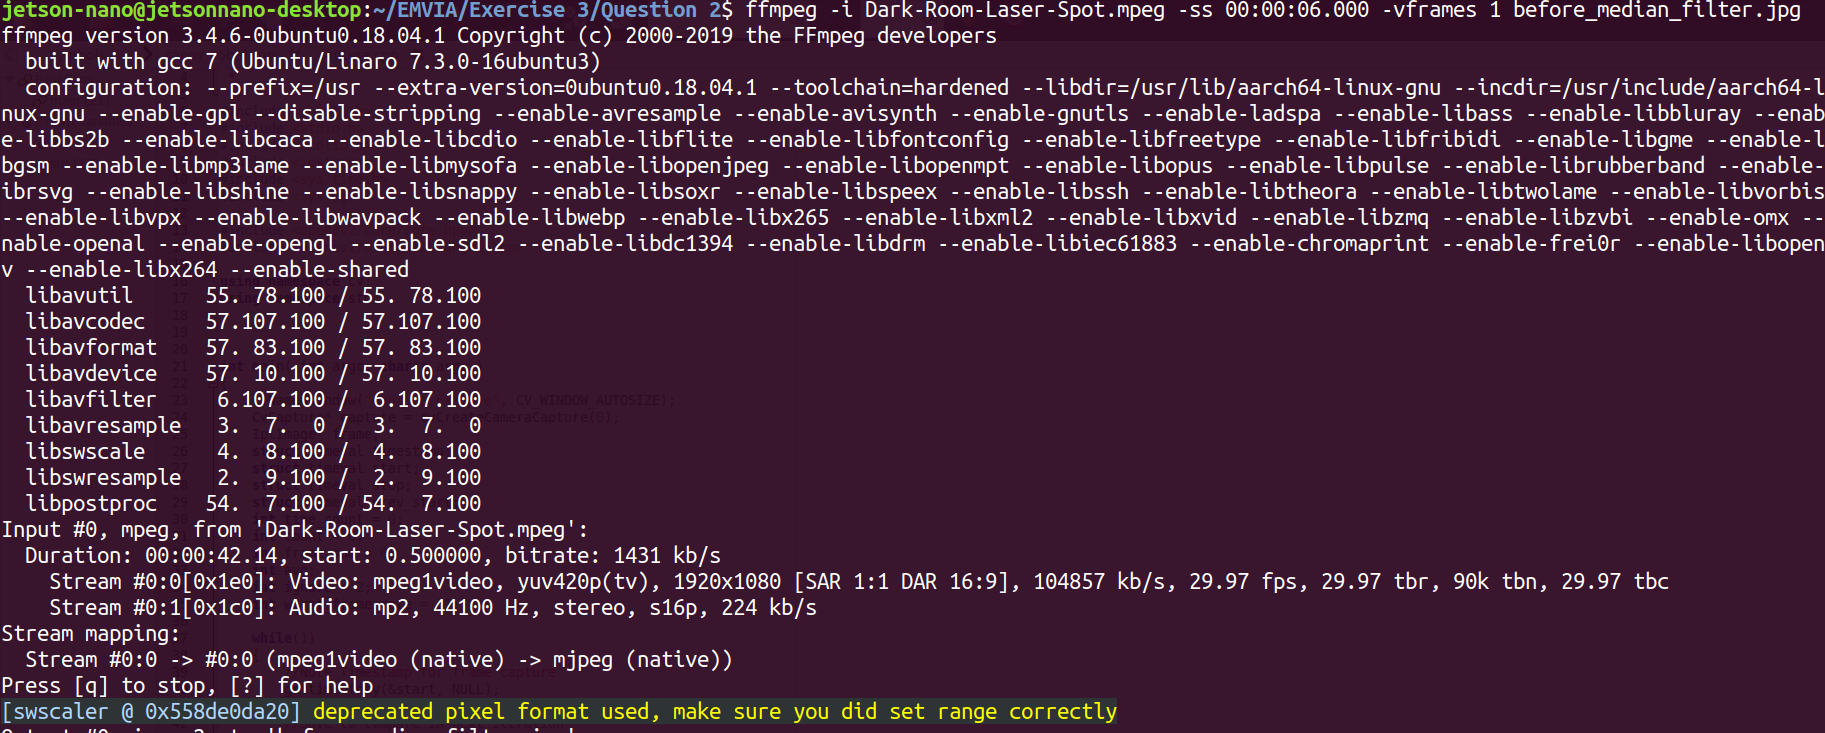 jetson-nano@jetsonnano-desktop:~/EMVIA/Exercise 3/Question 2$ ffmpeg -i Dark-Room-Laser-Spot.mpeg -ss 00:00:06.000 -vframes 1 before_median_filter.jpg
ffmpeg version 3.4.6-0ubuntu0.18.04.1 Copyright (c) 2000-2019 the FFmpeg developers
  built with gcc 7 (Ubuntu/Linaro 7.3.0-16ubuntu3)
  configuration: --prefix=/usr --extra-version=0ubuntu0.18.04.1 --toolchain=hardened --libdir=/usr/lib/aarch64-linux-gnu --incdir=/usr/include/aarch64-l
nux-gnu --enable-gpl --disable-stripping --enable-avresample --enable-avisynth --enable-gnutls --enable-ladspa --enable-libass --enable-libbluray --enab
e-libbs2b --enable-libcaca --enable-libcdio --enable-libflite --enable-libfontconfig --enable-libfreetype --enable-libfribidi --enable-libgme --enable-l
bgsm --enable-libmp3lame --enable-libmysofa --enable-libopenjpeg --enable-libopenmpt --enable-libopus --enable-libpulse --enable-librubberband --enable-
ibrsvg --enable-libshine --enable-libsnappy --enable-libsoxr --enable-libspeex --enable-libssh --enable-libtheora --enable-libtwolame --enable-libvorbis
--enable-libvpx --enable-libwavpack --enable-libwebp --enable-libx265 --enable-libxml2 --enable-libxvid --enable-libzmq --enable-libzvbi --enable-omx --
nable-openal --enable-opengl --enable-sdl2 --enable-libdc1394 --enable-libdrm --enable-libiec61883 --enable-chromaprint --enable-frei0r --enable-libopen
v --enable-libx264 --enable-shared
  libavutil      55. 78.100 / 55. 78.100
  libavcodec     57.107.100 / 57.107.100
  libavformat    57. 83.100 / 57. 83.100
  libavdevice    57. 10.100 / 57. 10.100
  libavfilter     6.107.100 /  6.107.100
  libavresample   3.  7.  0 /  3.  7.  0
  libswscale      4.  8.100 /  4.  8.100
  libswresample   2.  9.100 /  2.  9.100
  libpostproc    54.  7.100 / 54.  7.100
Input #0, mpeg, from 'Dark-Room-Laser-Spot.mpeg':
  Duration: 00:00:42.14, start: 0.500000, bitrate: 1431 kb/s
    Stream #0:0[0x1e0]: Video: mpeg1video, yuv420p(tv), 1920x1080 [SAR 1:1 DAR 16:9], 104857 kb/s, 29.97 fps, 29.97 tbr, 90k tbn, 29.97 tbc
    Stream #0:1[0x1c0]: Audio: mp2, 44100 Hz, stereo, s16p, 224 kb/s
Stream mapping:
  Stream #0:0 -> #0:0 (mpeg1video (native) -> mjpeg (native))
Press [q] to stop, [?] for help
[swscaler @ 0x558de0da20] deprecated pixel format used, make sure you did set range correctly